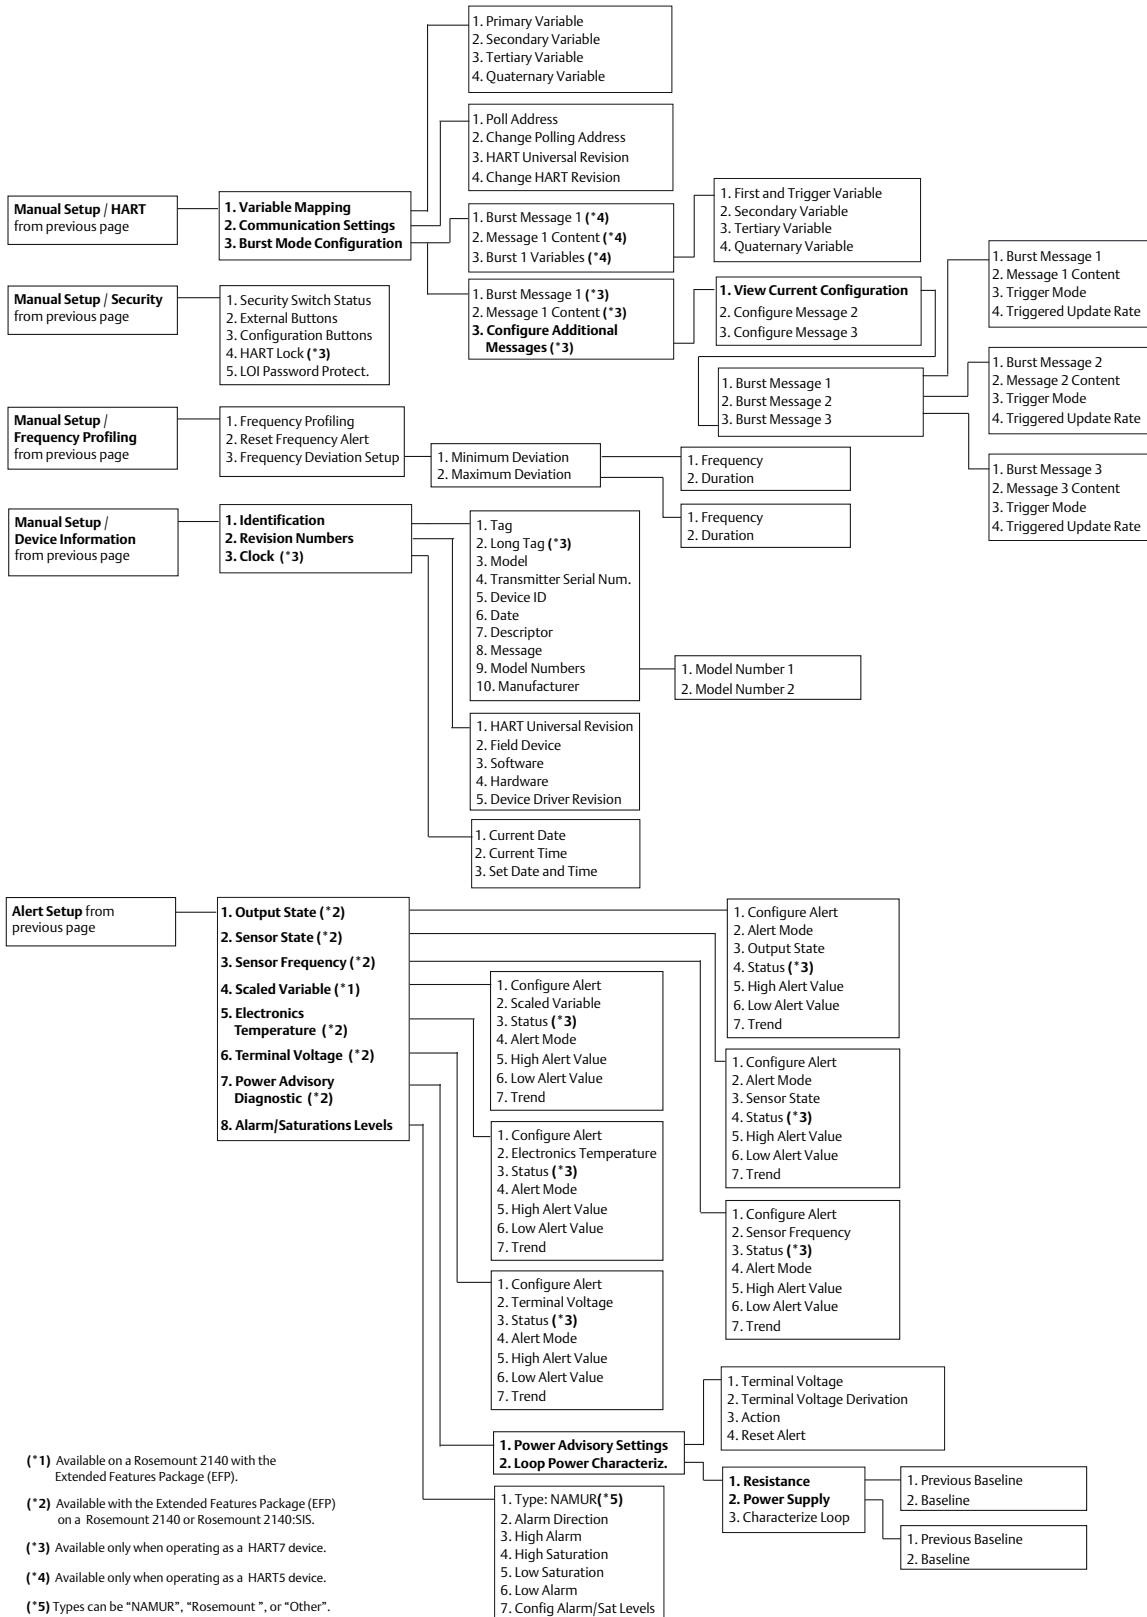 1. Primary Variable
2. Secondary Variable
3. Tertiary Variable
4. Quaternary Variable
1. Poll Address
2. Change Polling Address
3. HART Universal Revision
4. Change HART Revision
Manual Setup / HART
from previous page
1. Variable Mapping
2. Communication Settings
3. Burst Mode Configuration
1. Burst Message 1 (*4)
2. Message 1 Content (*4)
3. Burst 1 Variables (*4)
1. First and Trigger Variable
2. Secondary Variable
3. Tertiary Variable
4. Quaternary Variable
1. Burst Message 1
2. Message 1 Content
3. Trigger Mode
4. Triggered Update Rate
Manual Setup / Security
from previous page
1. Security Switch Status
2. External Buttons
3. Configuration Buttons
4. HART Lock (*3)
5. LOI Password Protect.
1. Burst Message 1 (*3)
2. Message 1 Content (*3)
3. Configure Additional
Messages (*3)
1. View Current Configuration
2. Configure Message 2
3. Configure Message 3
1. Burst Message 1
2. Burst Message 2
3. Burst Message 3
1. Burst Message 2
2. Message 2 Content
3. Trigger Mode
4. Triggered Update Rate
Manual Setup /
Frequency Profiling
from previous page
1. Frequency Profiling
2. Reset Frequency Alert
3. Frequency Deviation Setup
1. Minimum Deviation
2. Maximum Deviation
1. Frequency
2. Duration
1. Frequency
2. Duration
1. Burst Message 3
2. Message 3 Content
3. Trigger Mode
4. Triggered Update Rate
Manual Setup /
Device Information
from previous page
1. Identification
2. Revision Numbers
3. Clock (*3)
1. Tag
2. Long Tag (*3)
3. Model
4. Transmitter Serial Num.
5. Device ID
6. Date
7. Descriptor
8. Message
9. Model Numbers
10. Manufacturer
1. Model Number 1
2. Model Number 2
1. HART Universal Revision
2. Field Device
3. Software
4. Hardware
5. Device Driver Revision
1. Current Date
2. Current Time
3. Set Date and Time
Alert Setup from
previous page
1. Output State (*2)
2. Sensor State (*2)
3. Sensor Frequency (*2)
4. Scaled Variable (*1)
5. Electronics
Temperature (*2)
6. Terminal Voltage (*2)
7. Power Advisory
Diagnostic (*2)
8. Alarm/Saturations Levels
1. Configure Alert
2. Alert Mode
3. Output State
4. Status (*3)
5. High Alert Value
6. Low Alert Value
7. Trend
1. Configure Alert
2. Scaled Variable
3. Status (*3)
4. Alert Mode
5. High Alert Value
6. Low Alert Value
7. Trend
1. Configure Alert
2. Alert Mode
3. Sensor State
4. Status (*3)
5. High Alert Value
6. Low Alert Value
7. Trend
1. Configure Alert
2. Electronics Temperature
3. Status (*3)
4. Alert Mode
5. High Alert Value
6. Low Alert Value
7. Trend
1. Configure Alert
2. Sensor Frequency
3. Status (*3)
4. Alert Mode
5. High Alert Value
6. Low Alert Value
7. Trend
1. Configure Alert
2. Terminal Voltage
3. Status (*3)
4. Alert Mode
5. High Alert Value
6. Low Alert Value
7. Trend
1. Terminal Voltage
2. Terminal Voltage Derivation
3. Action
4. Reset Alert
1. Power Advisory Settings
2. Loop Power Characteriz.
1. Resistance
2. Power Supply
3. Characterize Loop
1. Previous Baseline
2. Baseline
1. Previous Baseline
2. Baseline
1. Type: NAMUR(*5)
2. Alarm Direction
3. High Alarm
4. High Saturation
5. Low Saturation
6. Low Alarm
7. Config Alarm/Sat Levels
(*1) Available on a Rosemount 2140 with the
Extended Features Package (EFP).
(*2) Available with the Extended Features Package (EFP)
on a Rosemount 2140 or Rosemount 2140:SIS.
(*3) Available only when operating as a HART7 device.
(*4) Available only when operating as a HART5 device.
(*5) Types can be “NAMUR”, “Rosemount ”, or “Other”.